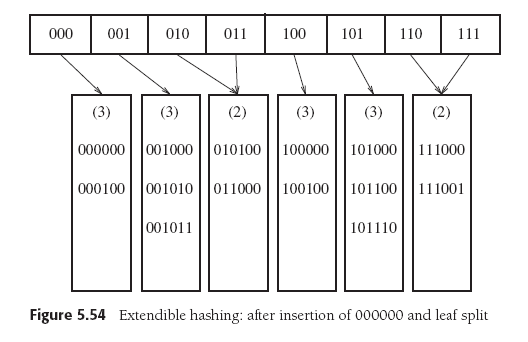 000 001 010 011 100 101 110 111
(3) (3) (2) (3) (3) (2)
000000 001000 010100 100000 101000 111000
000100 001010 011000 100100 101100 111001
001011 101110
Figure 5.54 Extendible hashing: after insertion of 000000 and leaf split